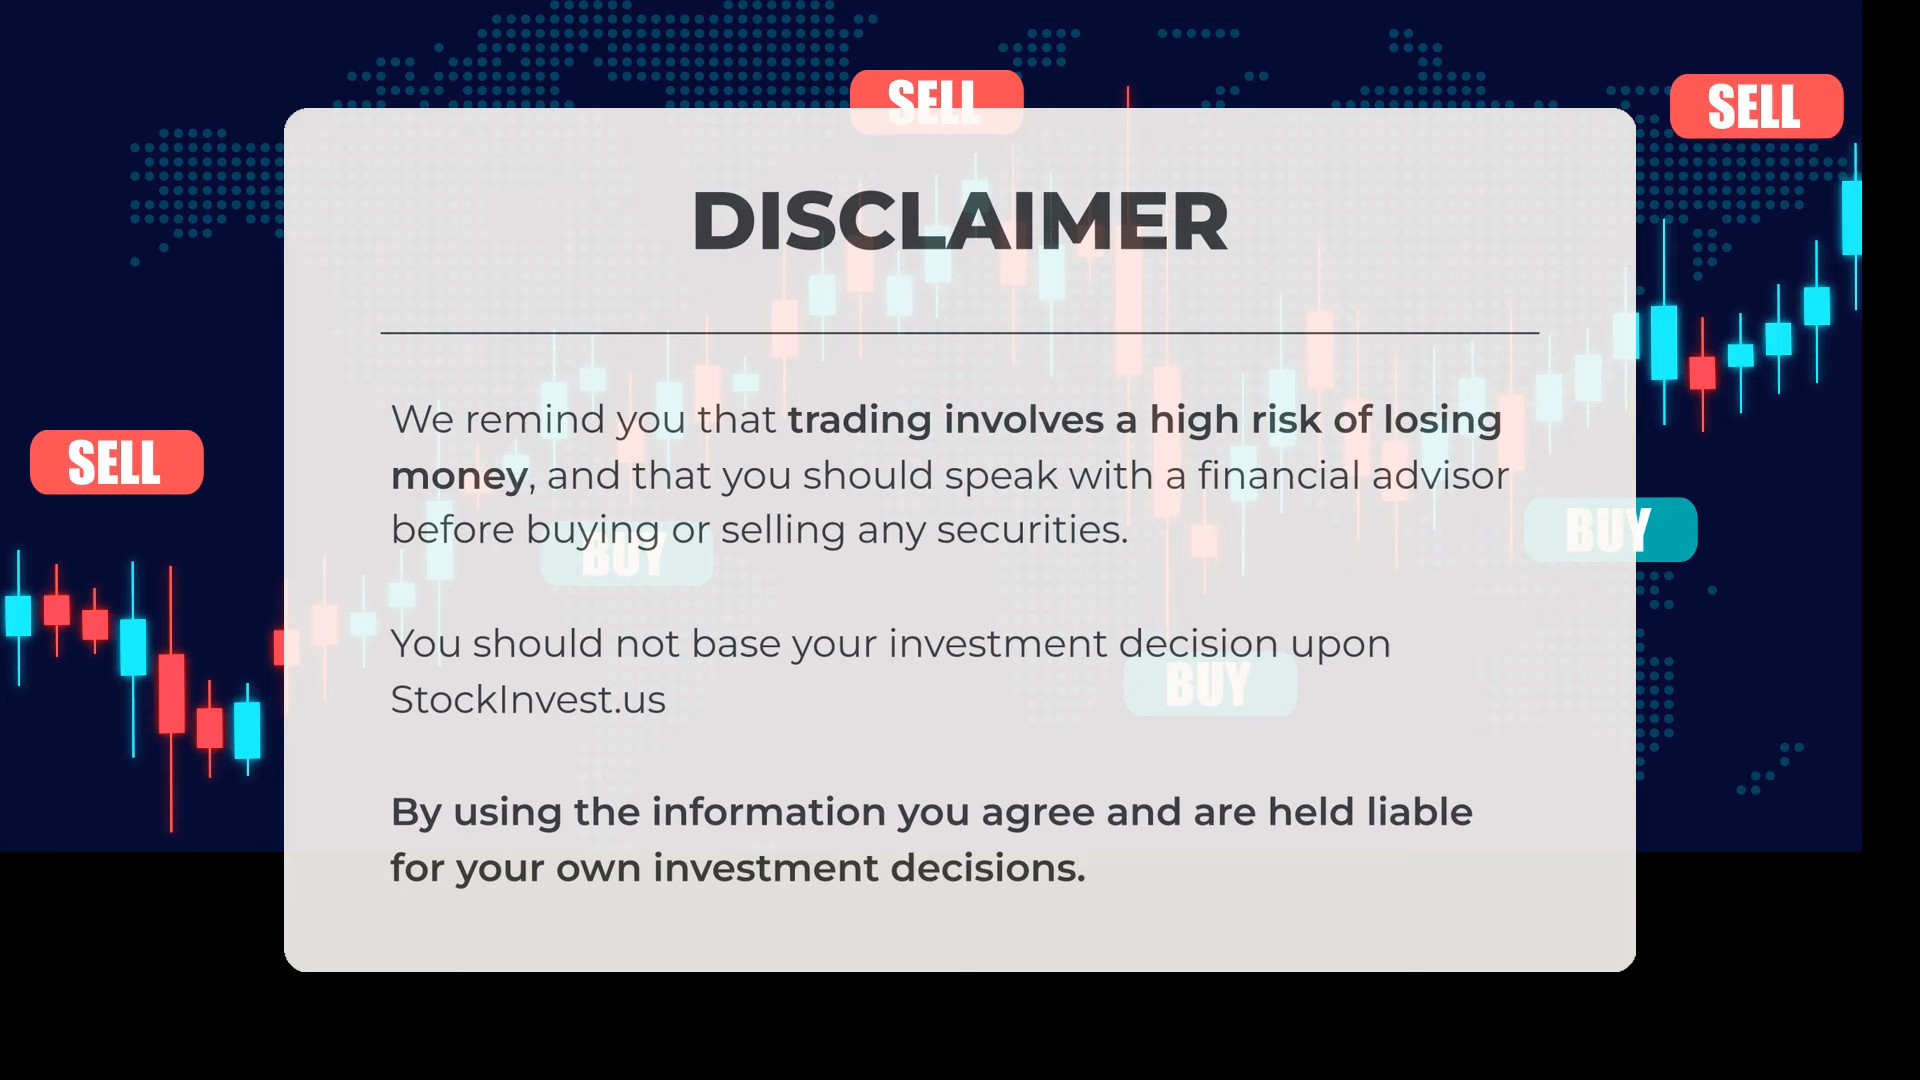 SELL
SELL
DISCLAIMER
We remind you that trading involves a high risk of losing
money, and that you should speak with a financial advisor
before buying or selling any securities.
SELL
BUY
BUY
You should not base your investment decision upon
StockInvest.us
BUY
By using the information you agree and are held liable
for your own investment decisions.